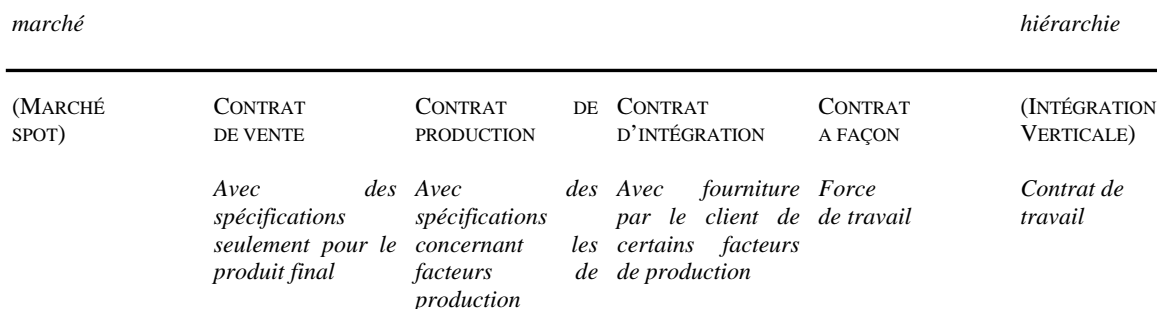 marché hiérarchie
(MARCHÉ SPOT) CONTRAT DE VENTE CONTRAT DE PRODUCTION CONTRAT D’INTÉGRATION CONTRAT A FAÇON (INTÉGRATION VERTICALE)
Avec des spécifications seulement pour le produit final
Avec des spécifications concernant les facteurs de production
Avec fourniture par le client de certains facteurs de production
Force de travail
Contrat de travail